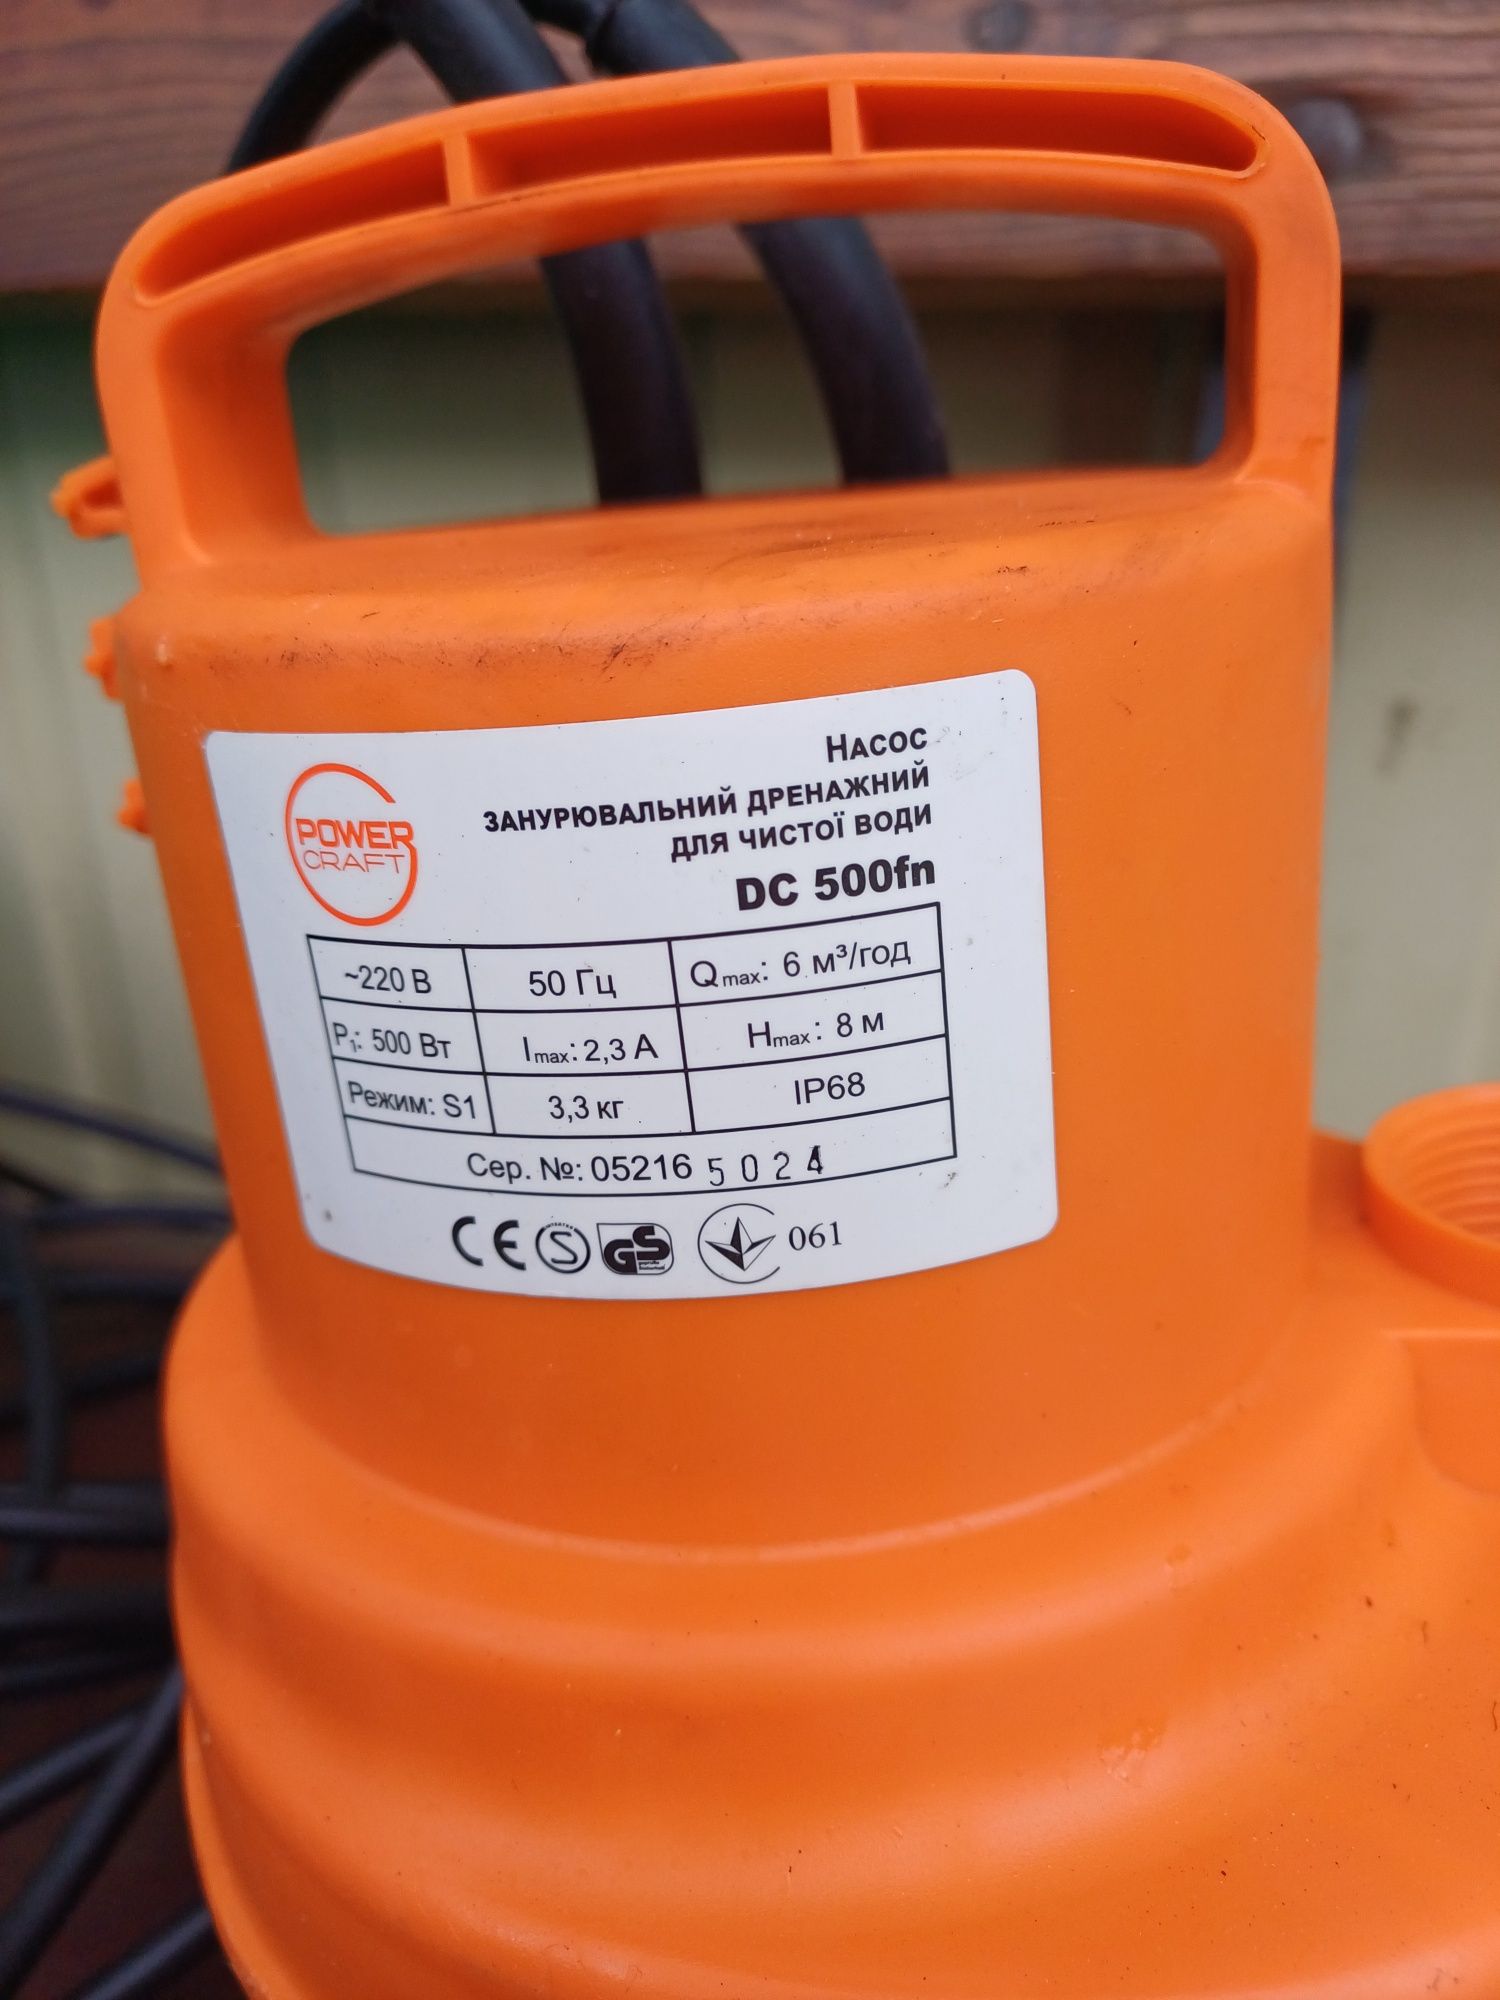 POWER
CRAFT
Насос
занурювальний дренажний
для чистої води
DC 500fn
~220 В 50 Гц Qmax: 6 м³/год
P₁: 500 Вт Imax: 2,3 А Hmax: 8 м
Режим: S1 3,3 кг IP68
Сер. №: 05216 5024
CE S GS 061